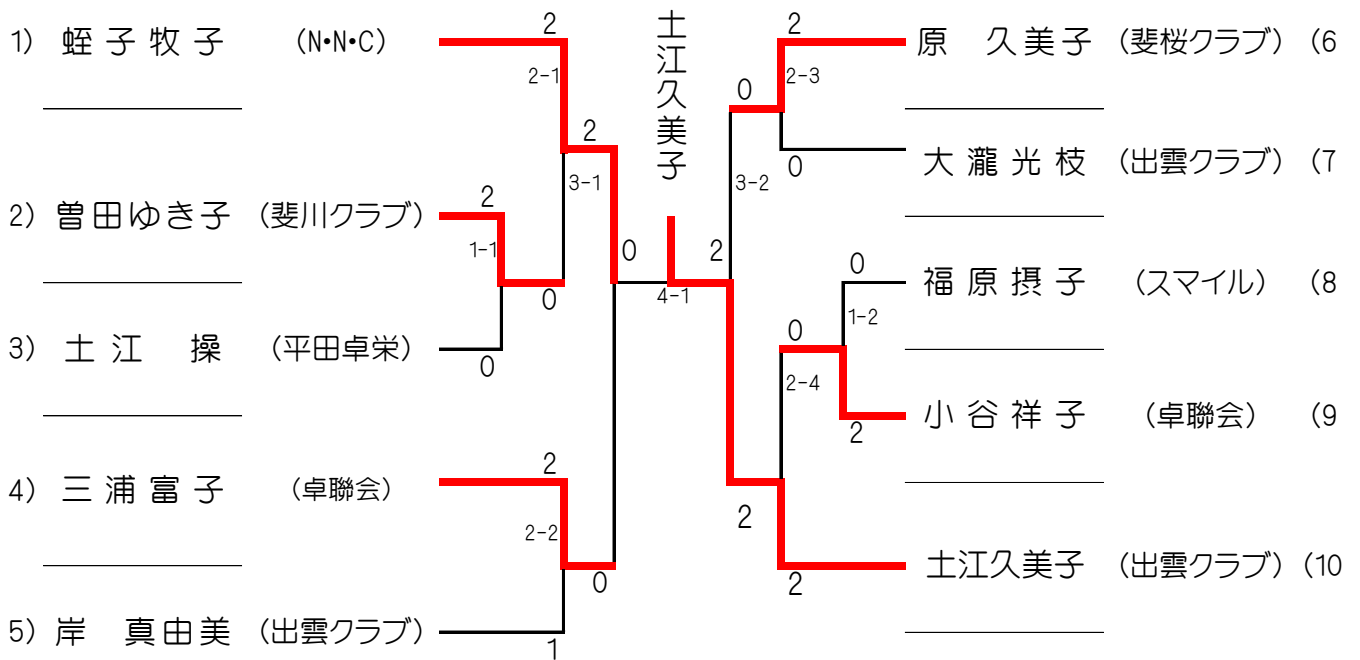 1) 蛭子牧子 (N・N・C)
2) 曽田ゆき子 (斐川クラブ)
3) 土江 操 (平田卓栄)
4) 三浦富子 (卓聯会)
5) 岸 真由美 (出雲クラブ)
2
2-1
2
3-1
2
1-1
0
0
0
2
2-2
0
1
土江久美子
4-1
2
2
2-3
0
0
3-2
0
1-2
0
2-4
2
2
2
原 久美子 (斐桜クラブ) (6
大瀧光枝 (出雲クラブ) (7
福原摂子 (スマイル) (8
小谷祥子 (卓聯会) (9
土江久美子 (出雲クラブ) (10